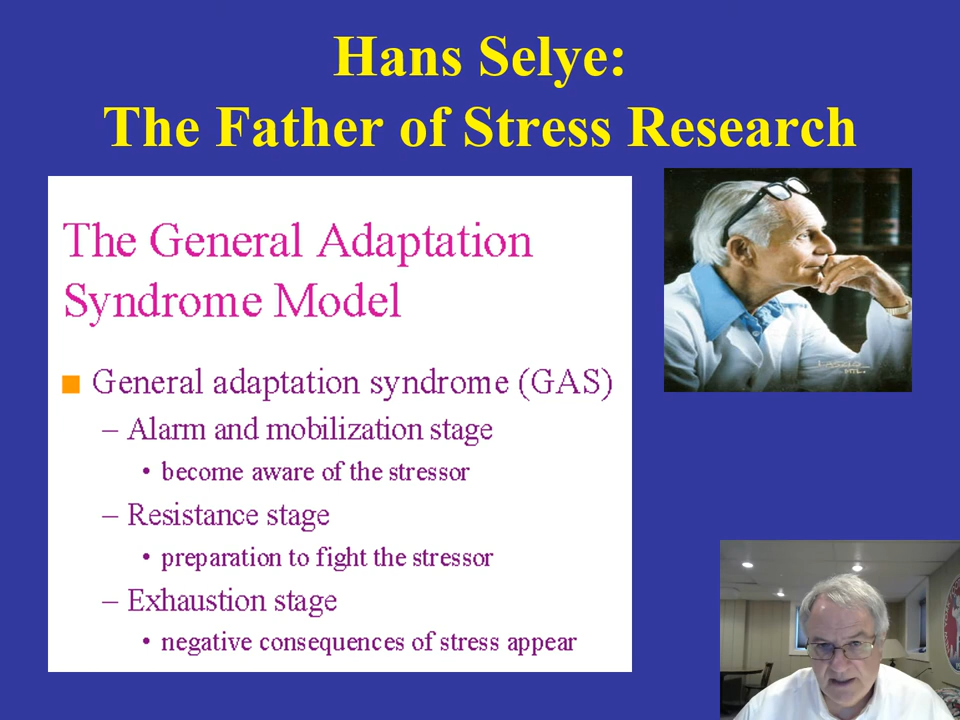 Hans Selye:
The Father of Stress Research
The General Adaptation
Syndrome Model
■ General adaptation syndrome (GAS)
– Alarm and mobilization stage
• become aware of the stressor
– Resistance stage
• preparation to fight the stressor
– Exhaustion stage
• negative consequences of stress appear